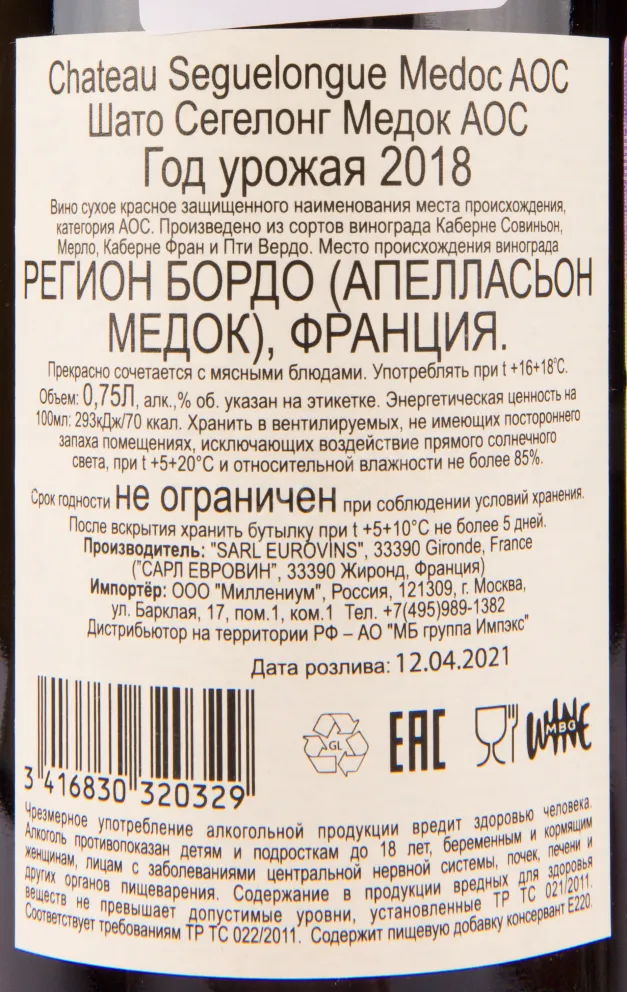 Chateau Seguelongue Medoc AOC
Шато Сегелонг Медок АОС
Год урожая 2018
Вино сухое красное защищенного наименования места происхождения,
категория АОС. Произведено из сортов винограда Каберне Совиньон,
Мерло, Каберне Фран и Пти Вердо. Место происхождения винограда
РЕГИОН БОРДО (АПЕЛЛАСЬОН
МЕДОК), ФРАНЦИЯ.
Прекрасно сочетается с мясными блюдами. Употреблять при t +16+18°С.
Объем: 0,75Л, алк.,% об. указан на этикетке. Энергетическая ценность на
100мл: 293кДж/70 ккал. Хранить в вентилируемых, не имеющих постороннего
запаха помещениях, исключающих воздействие прямого солнечного
света, при t +5+20°С и относительной влажности не более 85%.
Срок годности не ограничен при соблюдении условий хранения.
После вскрытия хранить бутылку при t +5+10°С не более 5 дней.
Производитель: "SARL EUROVINS", 33390 Gironde, France
("САРЛ ЕВРОВИН", 33390 Жиронд, Франция)
Импортёр: ООО "Миллениум", Россия, 121309, г. Москва,
ул. Барклая, 17, пом.1, ком.1 Тел. +7(495)989-1382
Дистрибьютор на территории РФ – АО "МБ группа Импэкс"
Дата розлива: 12.04.2021
AGL EAC WINE MBG
3 416830 320329
Чрезмерное употребление алкогольной продукции вредит здоровью человека.
Алкоголь противопоказан детям и подросткам до 18 лет, беременным и кормящим
женщинам, лицам с заболеваниями центральной нервной системы, почек, печени и
других органов пищеварения. Содержание в продукции вредных для здоровья
веществ не превышает допустимые уровни, установленные ТР ТС 021/2011.
Соответствует требованиям ТР ТС 022/2011. Содержит пищевую добавку консервант Е220.